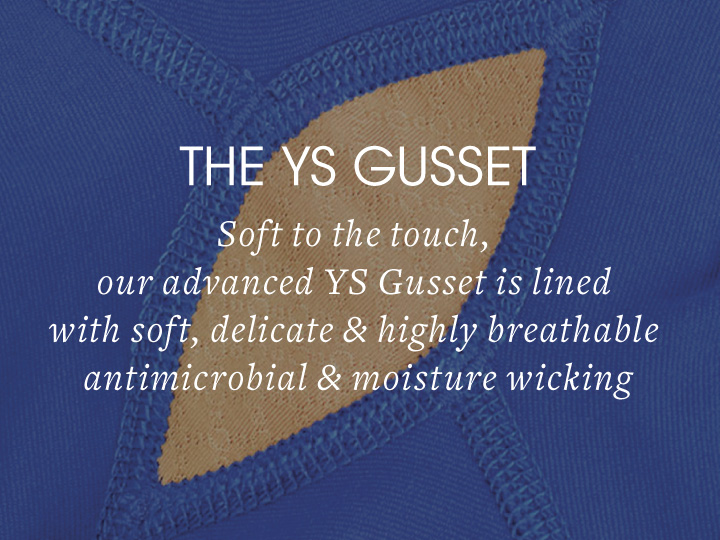 THE YS GUSSET
Soft to the touch,
our advanced YS Gusset is lined
with soft, delicate & highly breathable
antimicrobial & moisture wicking